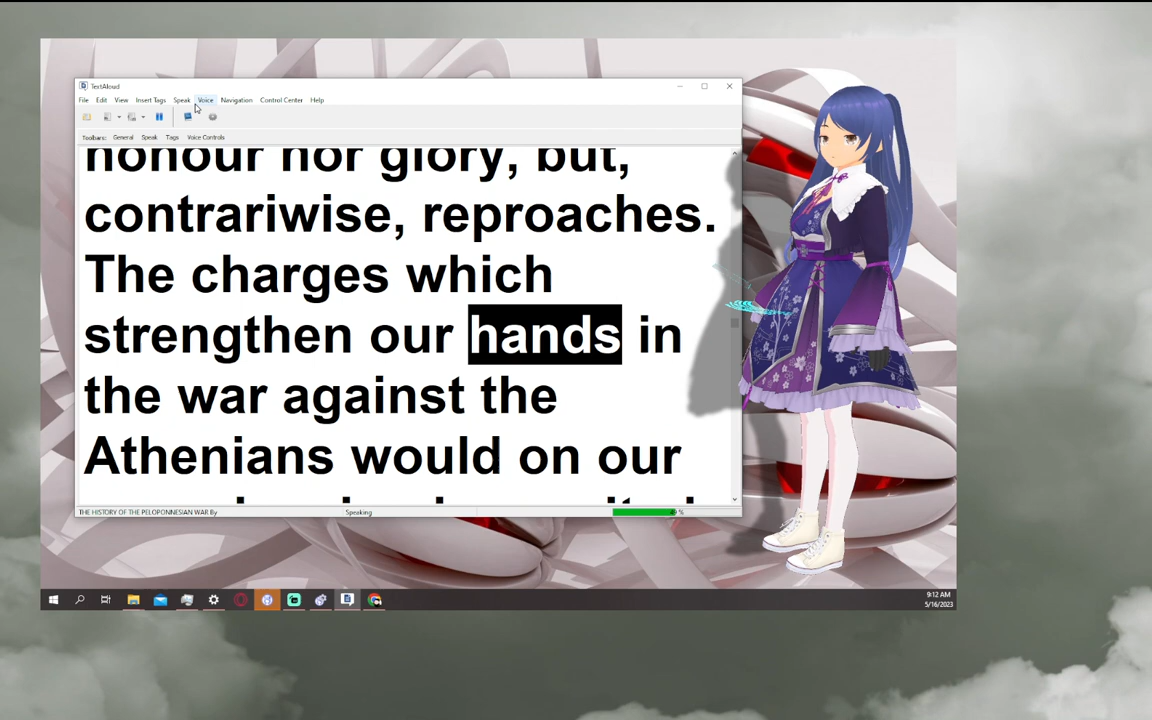 TextAloud
File Edit View Insert Tags Speak Voice Navigation Control Center Help
Toolbars: General Speak Tags Voice Controls
honour nor glory, but,
contrariwise, reproaches.
The charges which
strengthen our hands in
the war against the
Athenians would on our
THE HISTORY OF THE PELOPONNESIAN WAR By Speaking
9:12 AM
5/16/2023